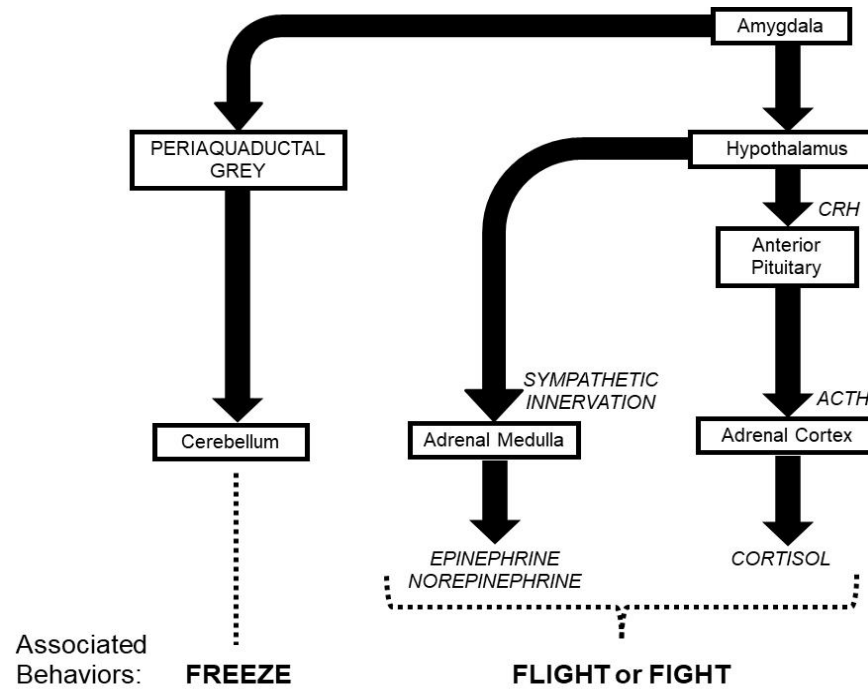 Amygdala
PERIAQUADUCTAL
GREY
Hypothalamus
CRH
Anterior
Pituitary
SYMPATHETIC
INNERVATION
ACTH
Cerebellum
Adrenal Medulla
Adrenal Cortex
EPINEPHRINE
NOREPINEPHRINE
CORTISOL
Associated
Behaviors:
FREEZE
FLIGHT or FIGHT